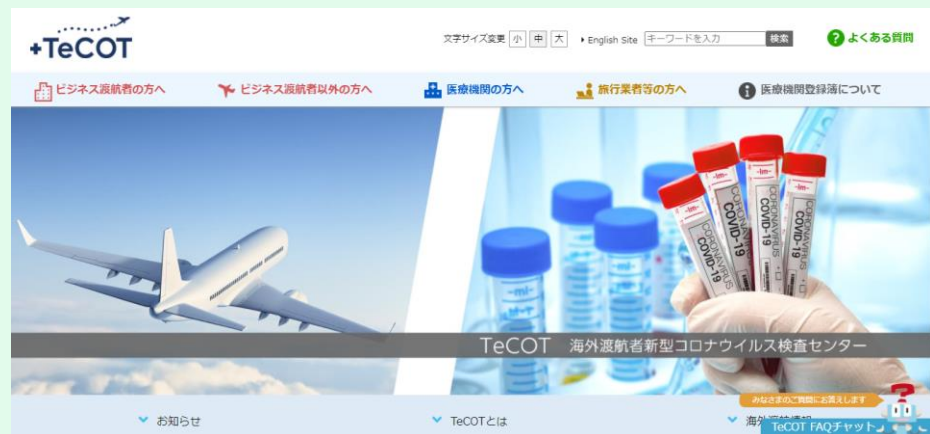 +TeCOT
文字サイズ変更 小 中 大 English Site キーワードを入力 検索 ? よくある質問
ビジネス渡航者の方へ ビジネス渡航者以外の方へ 医療機関の方へ 旅行業者等の方へ 医療機関登録簿について
CORONAVIRUS COVID-19
CORONAVIRUS COVID-19
CORONAVIRUS COVID-19
CORONAVIRUS COVID-19
TeCOT 海外渡航者新型コロナウイルス検査センター
みなさまのご質問にお答えします
お知らせ TeCOTとは
TeCOT FAQチャット